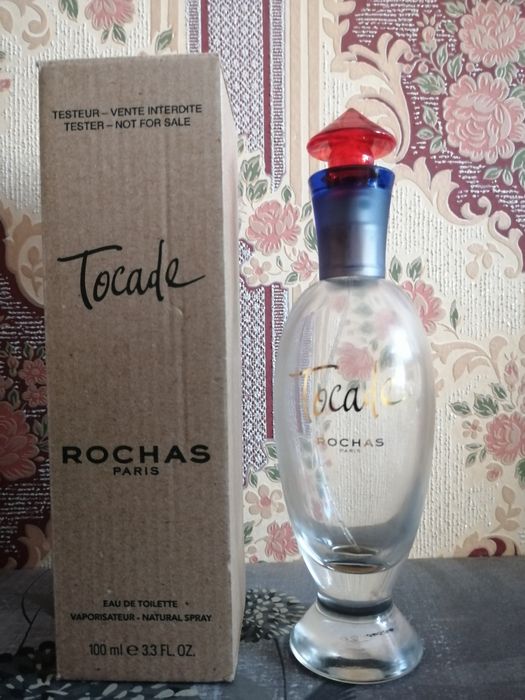 TESTEUR – VENTE INTERDITE
TESTER – NOT FOR SALE
Tocade
ROCHAS
PARIS
EAU DE TOILETTE
VAPORISATEUR - NATURAL SPRAY
100 ml e 3.3 FL. OZ.
Tocade
ROCHAS
PARIS